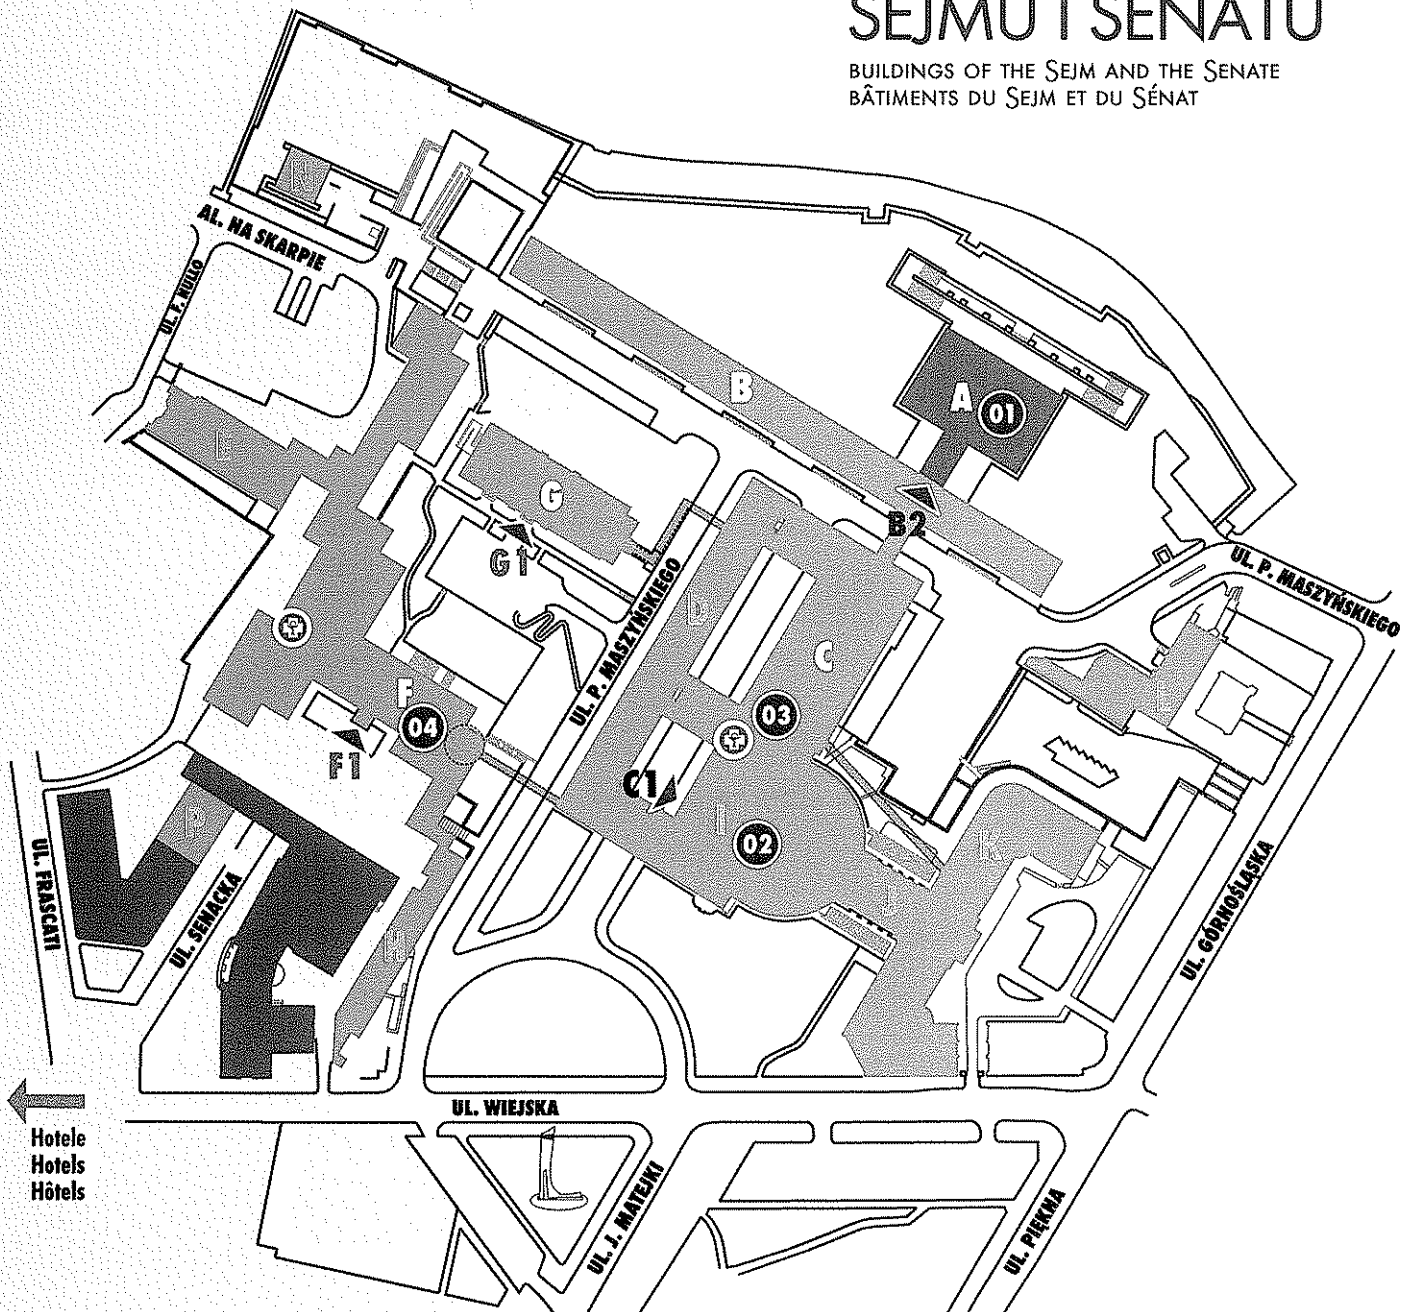 SEJMU I SENATU
BUILDINGS OF THE SEJM AND THE SENATE
BÂTIMENTS DU SEJM ET DU SÉNAT
N
AL. NA SKARPIE
UL. F. NULLO
B
A
01
G
B2
G1
UL. P. MASZYŃSKIEGO
UL. P. MASZYŃSKIEGO
D
C
F
04
03
F1
C1
I
02
P
K
H
UL. FRASCATI
UL. SENACKA
UL. GÓRNOŚLĄSKA
UL. WIEJSKA
Hotele
Hotels
Hôtels
UL. J. MATEJKI
UL. PIĘKNA